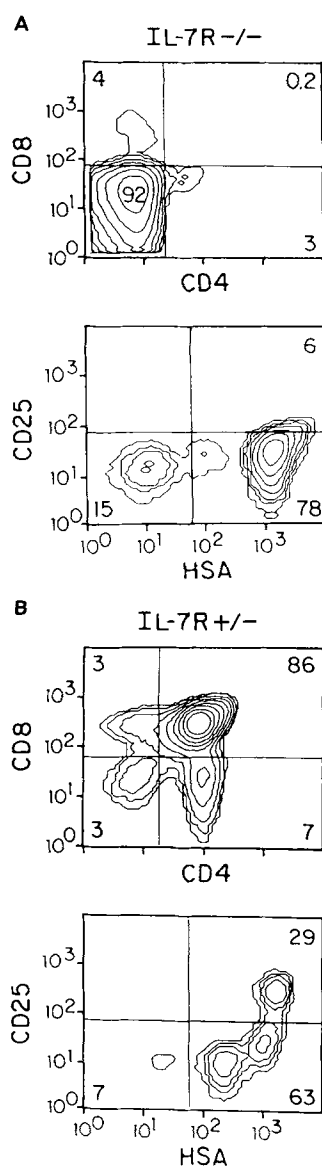 A
IL-7R-/-
4
0.2
CD8
10³
10²
10¹
10⁰
92
3
CD4
6
CD25
10³
10²
10¹
10⁰
15
78
10⁰ 10¹ 10² 10³
HSA
B
IL-7R+/-
3
86
CD8
10³
10²
10¹
10⁰
3
7
CD4
29
CD25
10³
10²
10¹
10⁰
7
63
10⁰ 10¹ 10² 10³
HSA